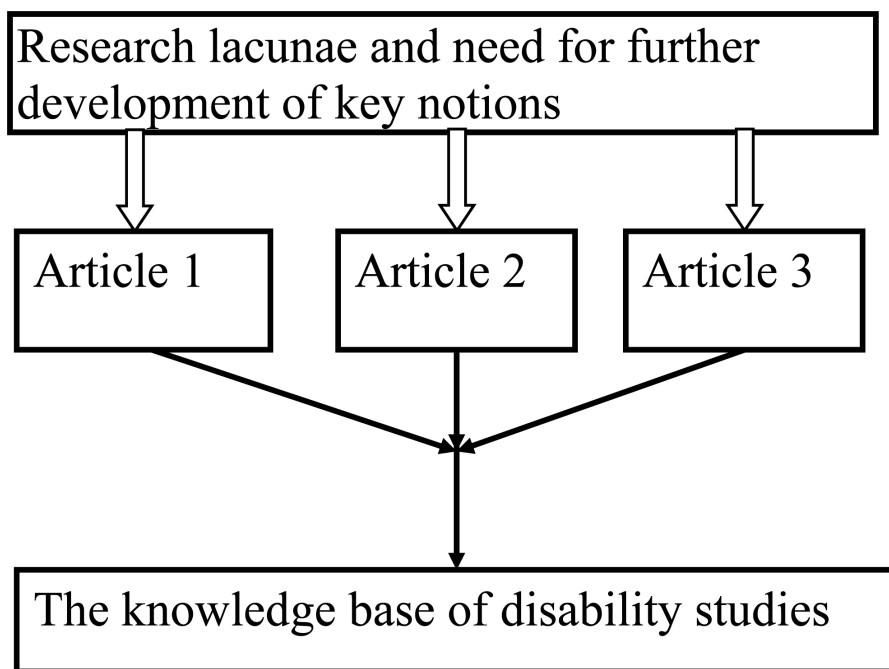 Research lacunae and need for further
development of key notions
Article 1
Article 2
Article 3
The knowledge base of disability studies